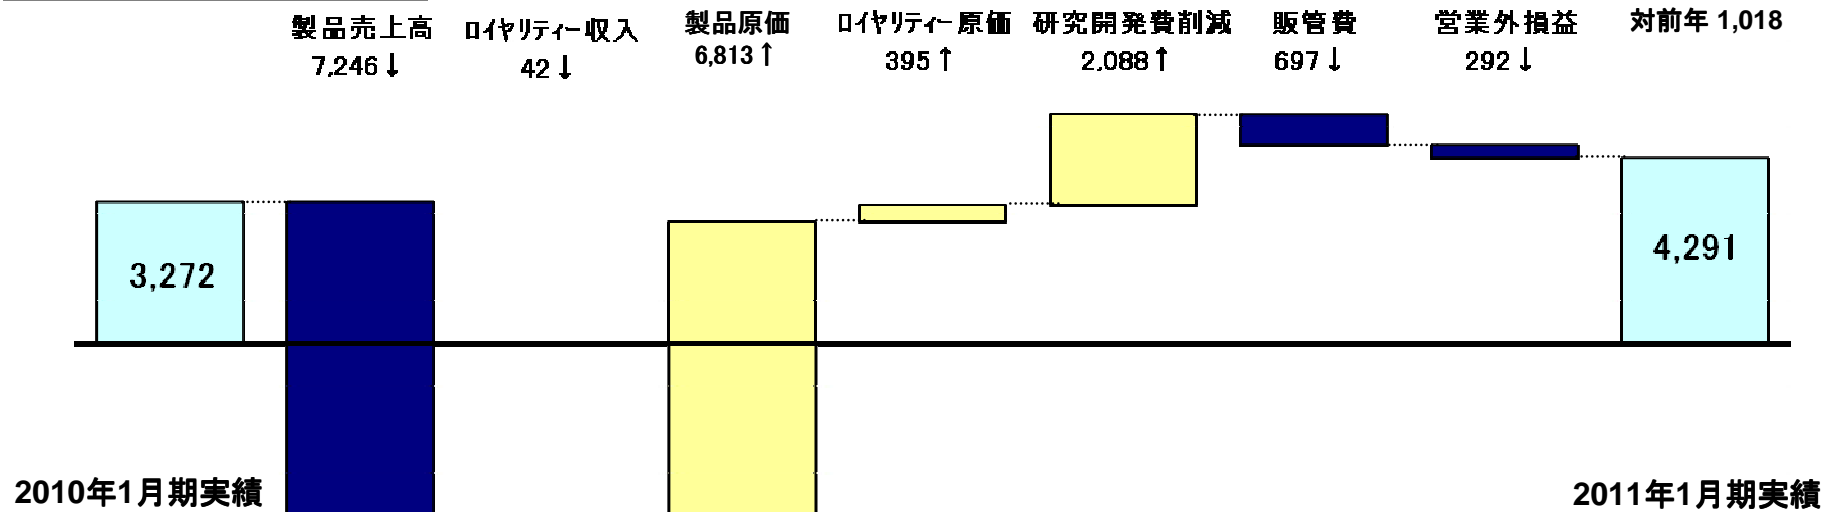 製品売上高
7,246↓
ロイヤリティー収入
42↓
製品原価
6,813↑
ロイヤリティー原価
395↑
研究開発費削減
2,088↑
販管費
697↓
営業外損益
292↓
対前年 1,018
3,272
4,291
2010年1月期実績
2011年1月期実績